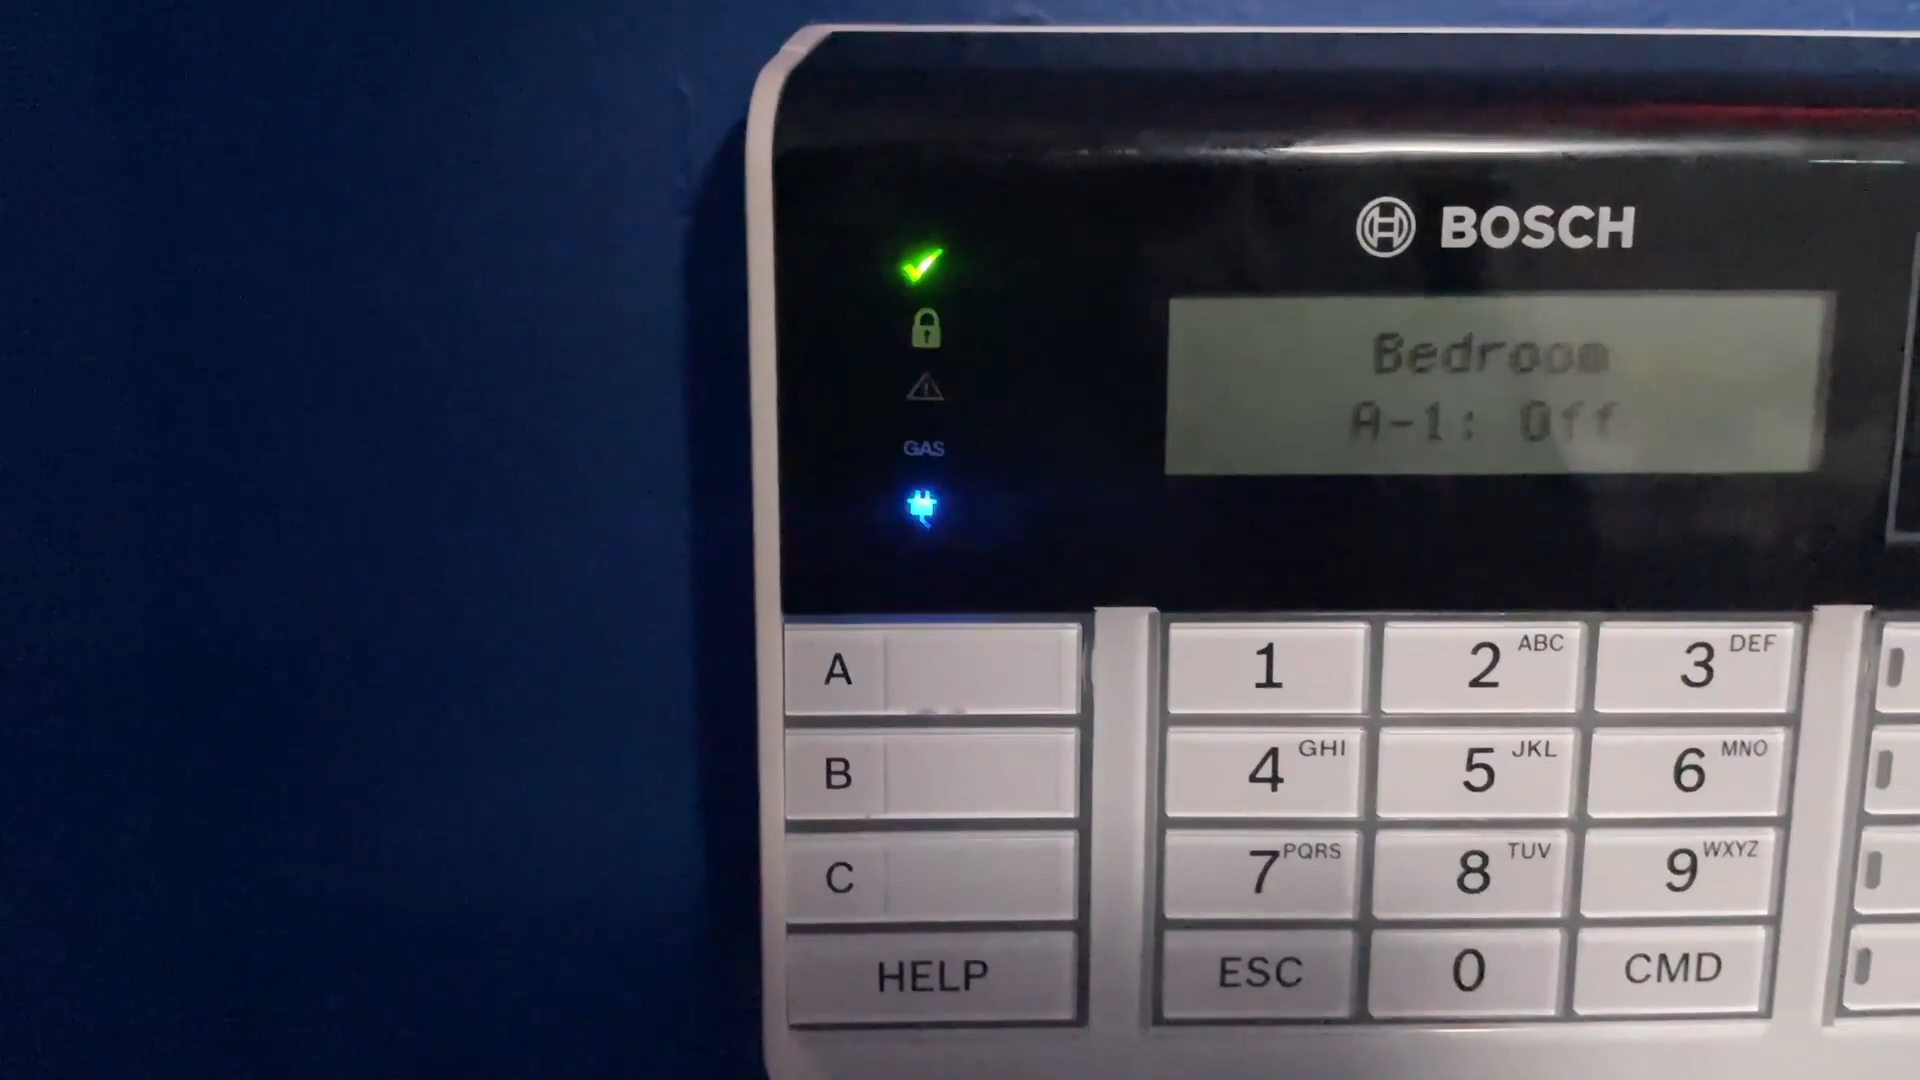 BOSCH
Bedroom
A-1: Off
GAS
A
B
C
HELP
1
2 ABC
3 DEF
4 GHI
5 JKL
6 MNO
7 PQRS
8 TUV
9 WXYZ
ESC
0
CMD